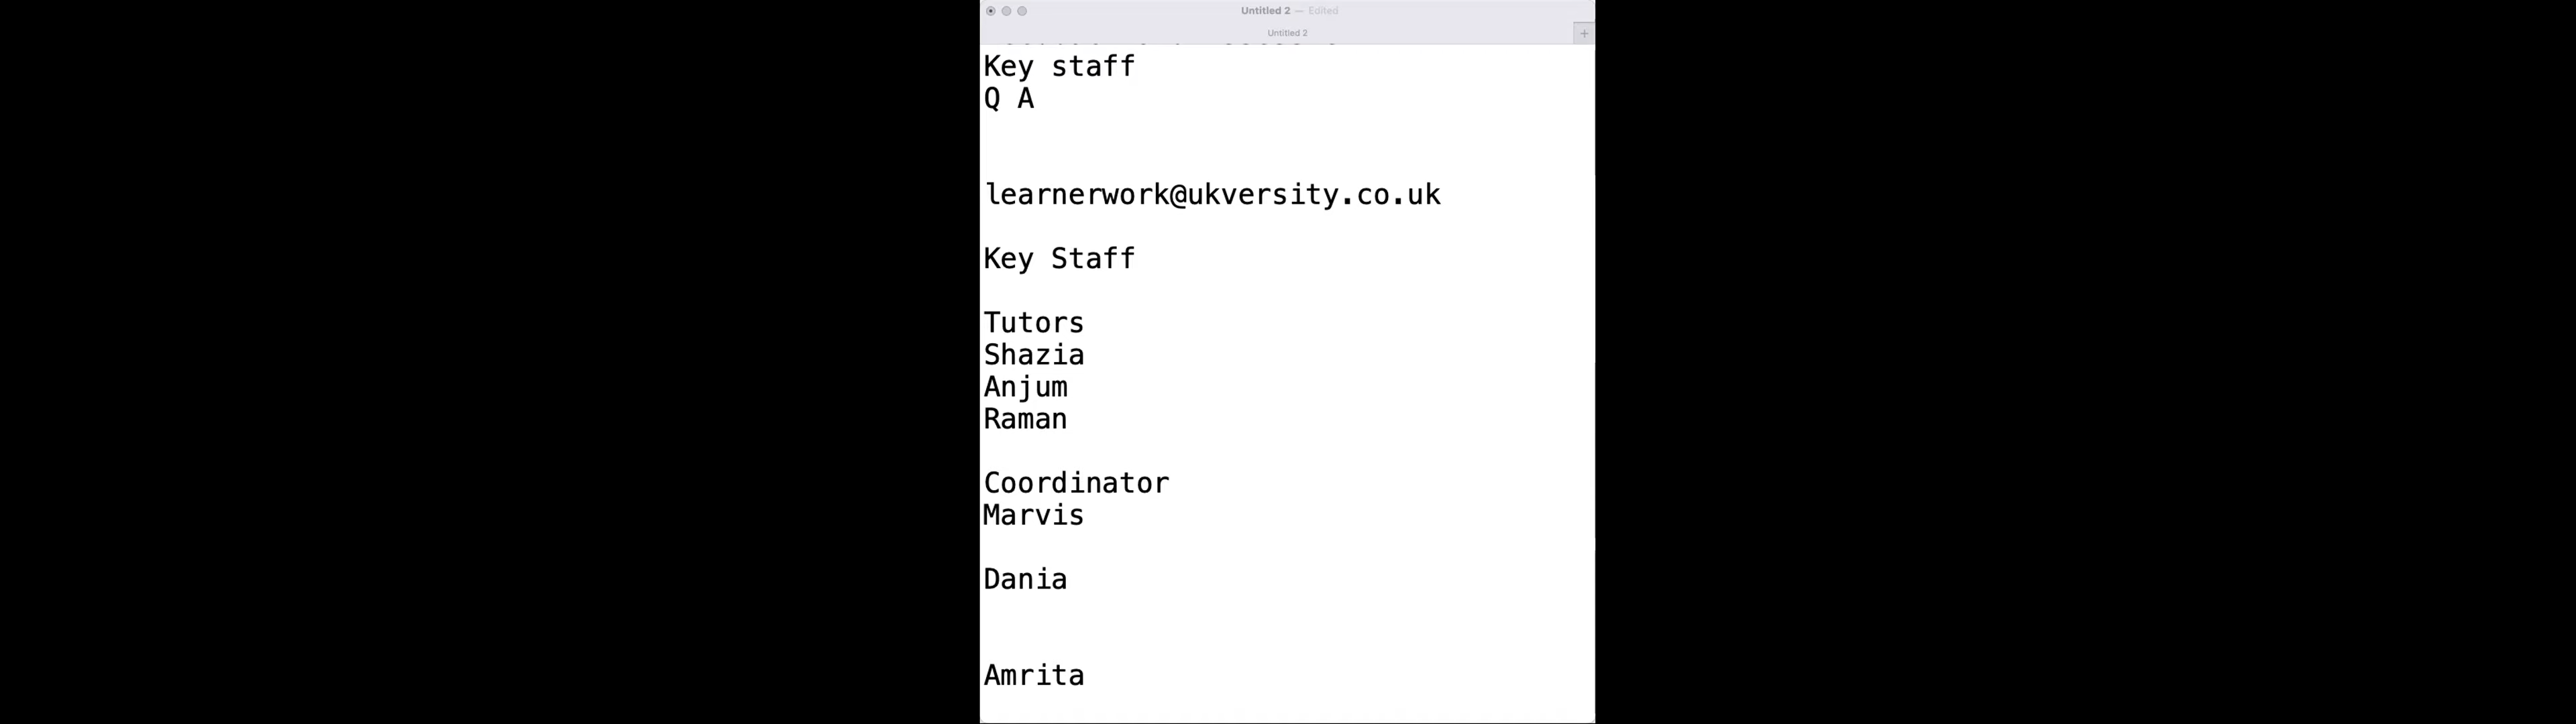 Untitled 2 — Edited
Untitled 2
+
Key staff
Q A
learnerwork@ukversity.co.uk
Key Staff
Tutors
Shazia
Anjum
Raman
Coordinator
Marvis
Dania
Amrita